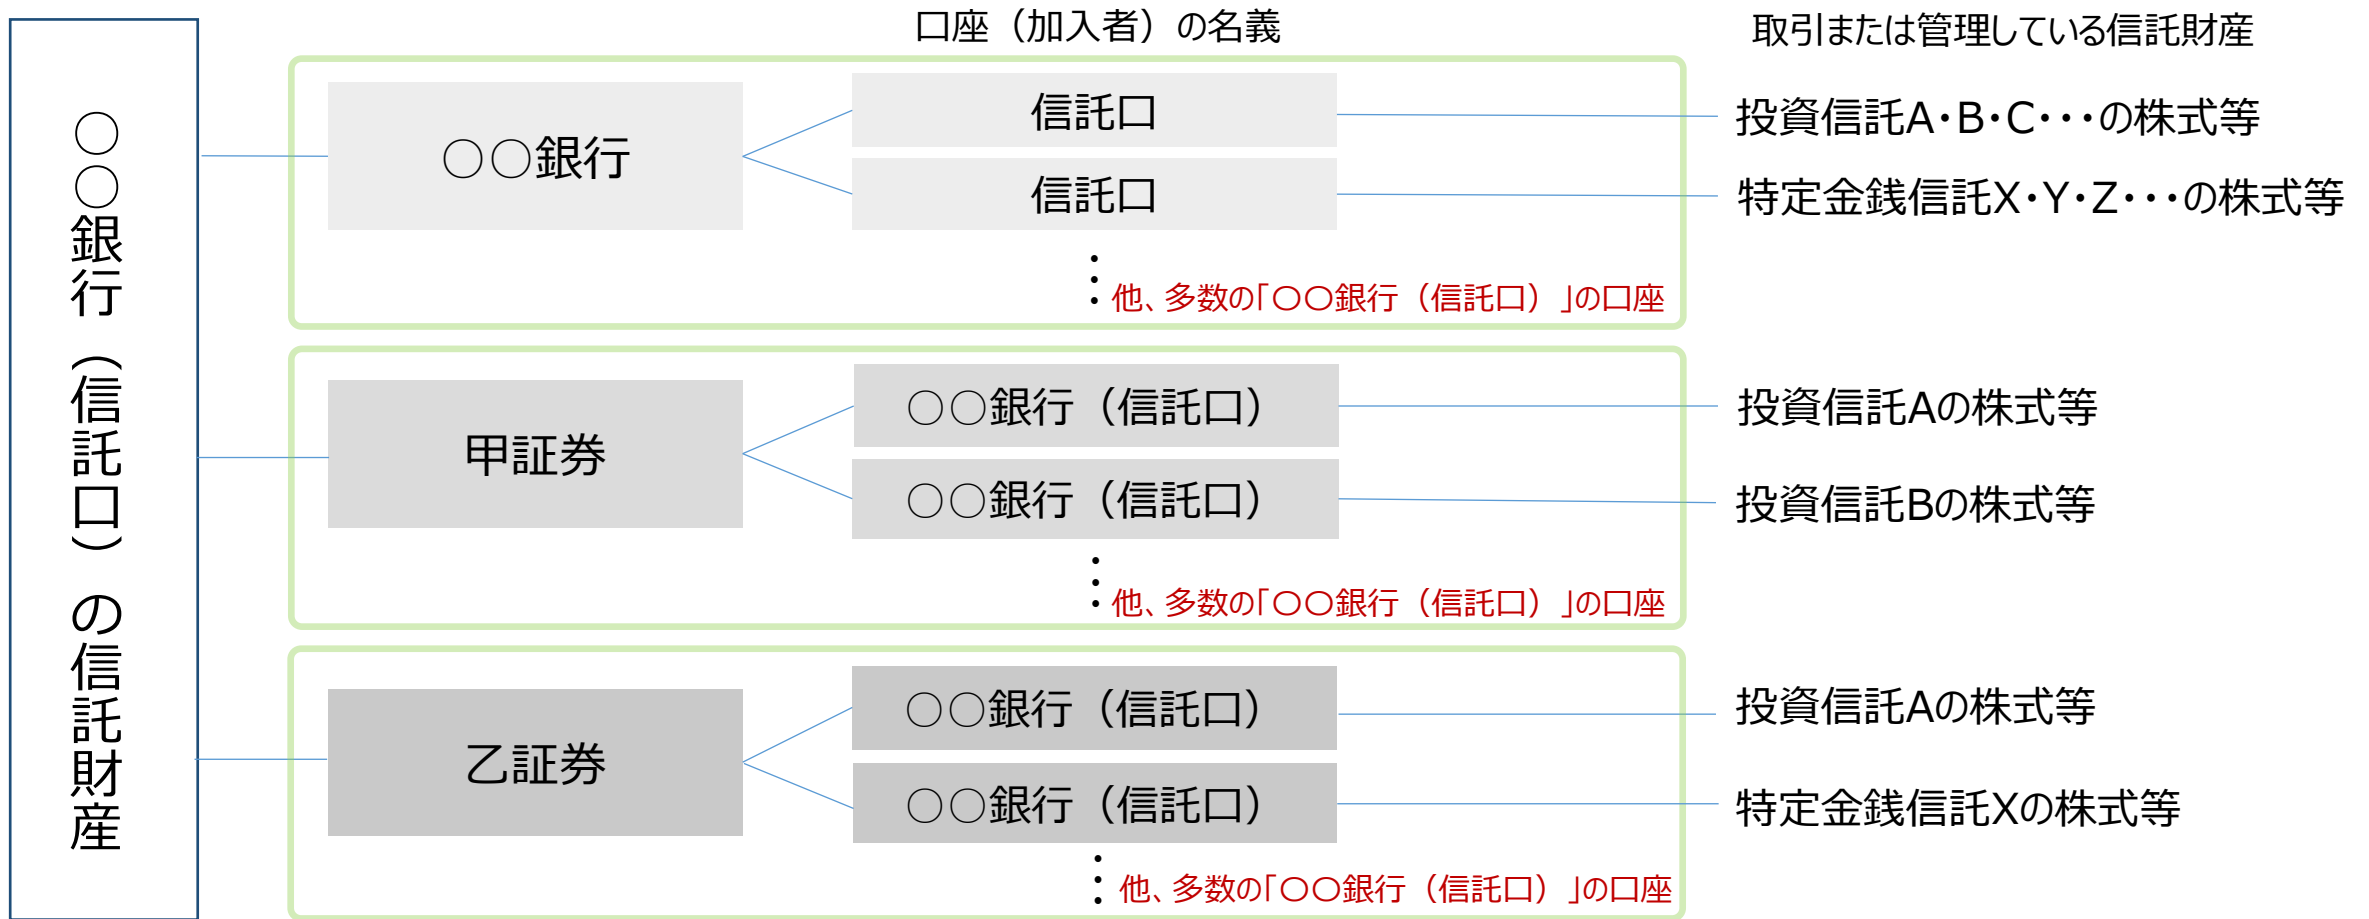 口座（加入者）の名義
取引または管理している信託財産
○○銀行（信託口）の信託財産
○○銀行
信託口
投資信託A・B・C・・・の株式等
信託口
特定金銭信託X・Y・Z・・・の株式等
⋮
他、多数の「〇〇銀行（信託口）」の口座
甲証券
○○銀行（信託口）
投資信託Aの株式等
○○銀行（信託口）
投資信託Bの株式等
⋮
他、多数の「〇〇銀行（信託口）」の口座
乙証券
○○銀行（信託口）
投資信託Aの株式等
○○銀行（信託口）
特定金銭信託Xの株式等
⋮
他、多数の「〇〇銀行（信託口）」の口座